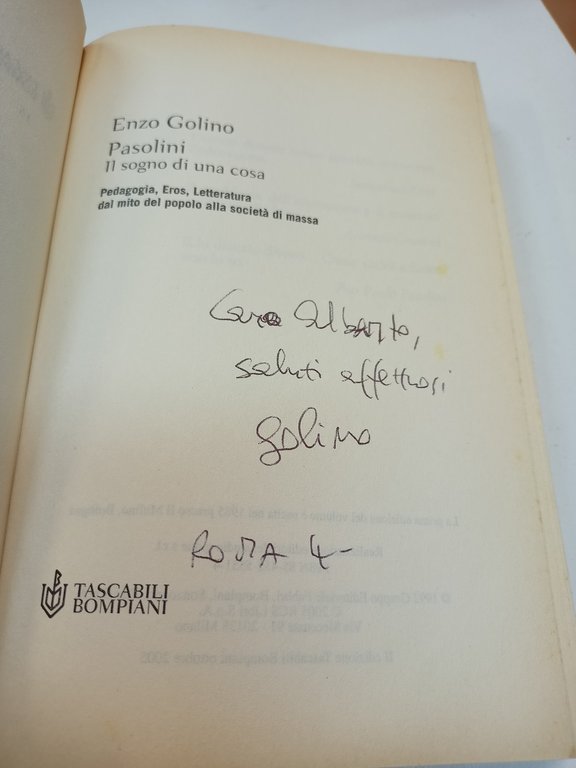 Enzo Golino
Pasolini
Il sogno di una cosa
Pedagogia, Eros, Letteratura
dal mito del popolo alla società di massa
Caro Alberto,
saluti affettuosi
Golino
ROMA 4-
TASCABILI
BOMPIANI